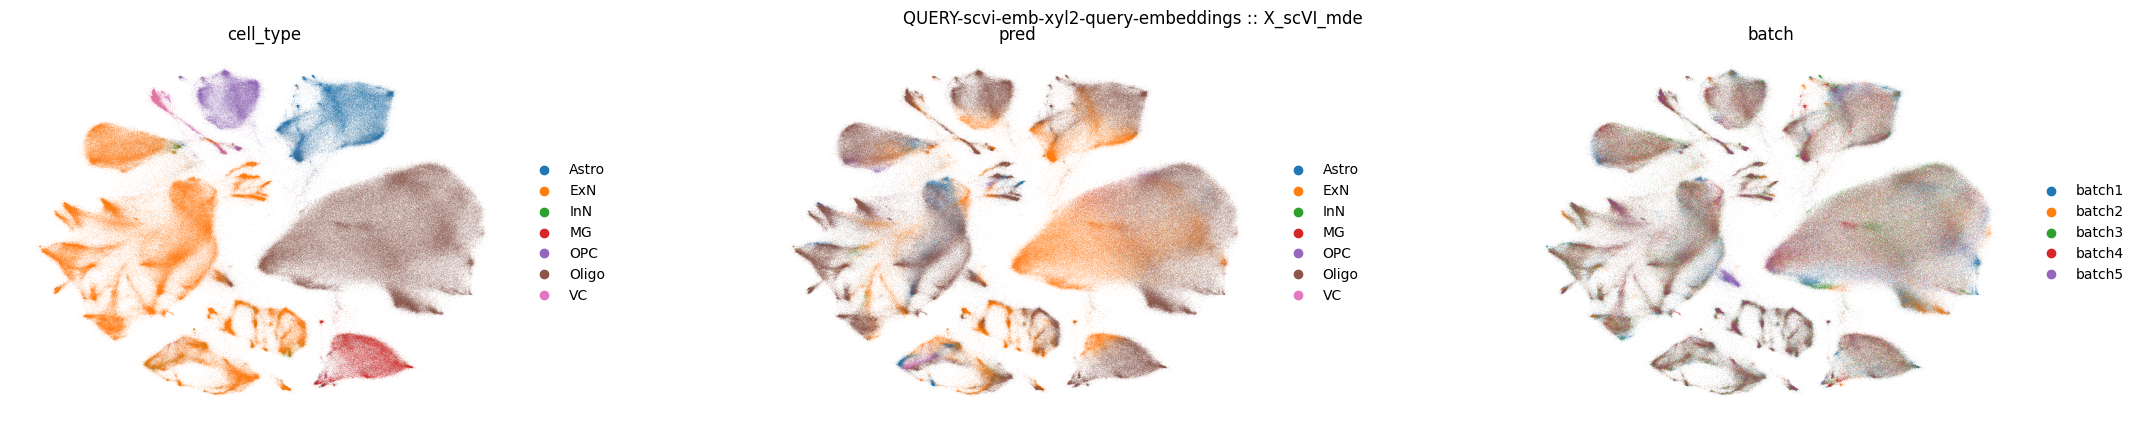 QUERY-scvi-emb-xyl2-query-embeddings :: X_scVI_mde
cell_type
Astro
ExN
InN
MG
OPC
Oligo
VC
pred
Astro
ExN
InN
MG
OPC
Oligo
VC
batch
batch1
batch2
batch3
batch4
batch5